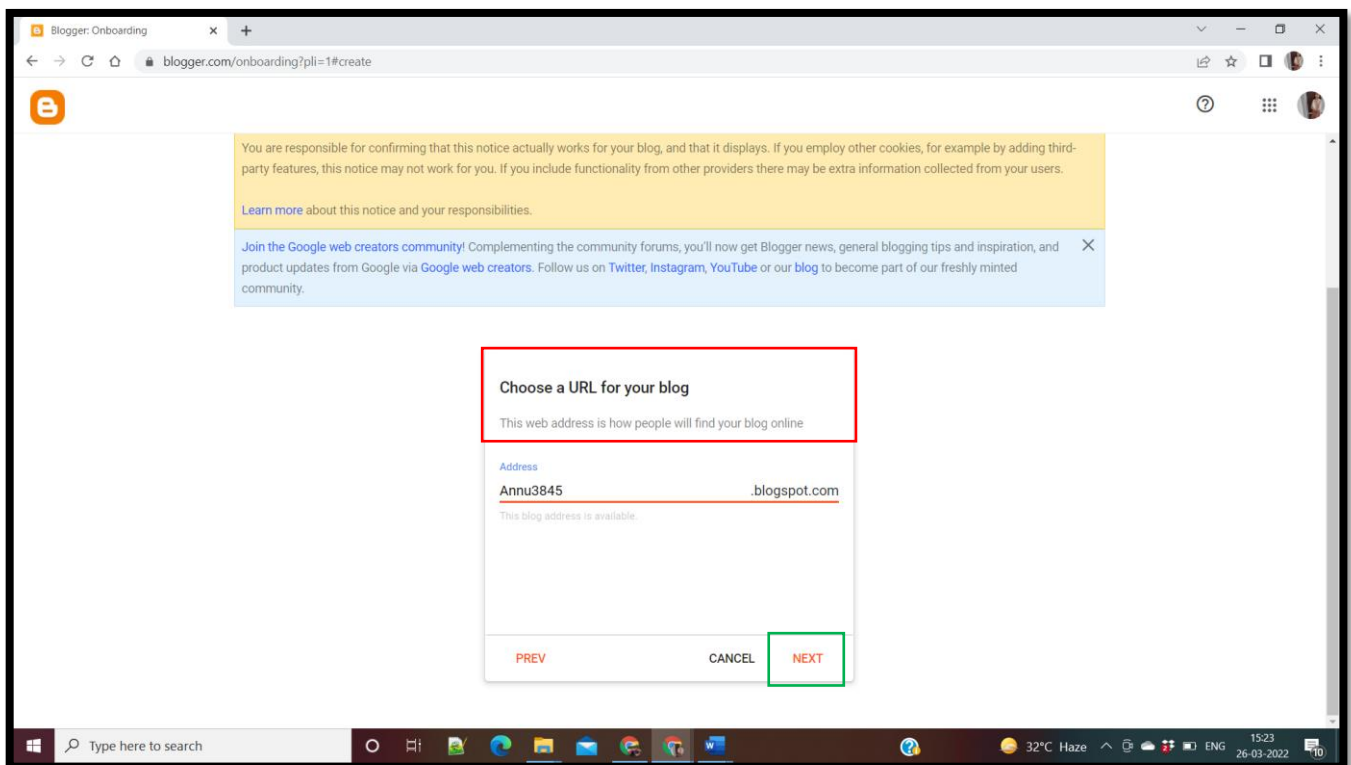 Blogger: Onboarding
blogger.com/onboarding?pli=1#create
You are responsible for confirming that this notice actually works for your blog, and that it displays. If you employ other cookies, for example by adding third-
party features, this notice may not work for you. If you include functionality from other providers there may be extra information collected from your users.
Learn more about this notice and your responsibilities.
Join the Google web creators community! Complementing the community forums, you'll now get Blogger news, general blogging tips and inspiration, and
product updates from Google via Google web creators. Follow us on Twitter, Instagram, YouTube or our blog to become part of our freshly minted
community.
Choose a URL for your blog
This web address is how people will find your blog online
Address
Annu3845 .blogspot.com
This blog address is available.
PREV CANCEL NEXT
Type here to search 32°C Haze ENG 15:23
26-03-2022 10